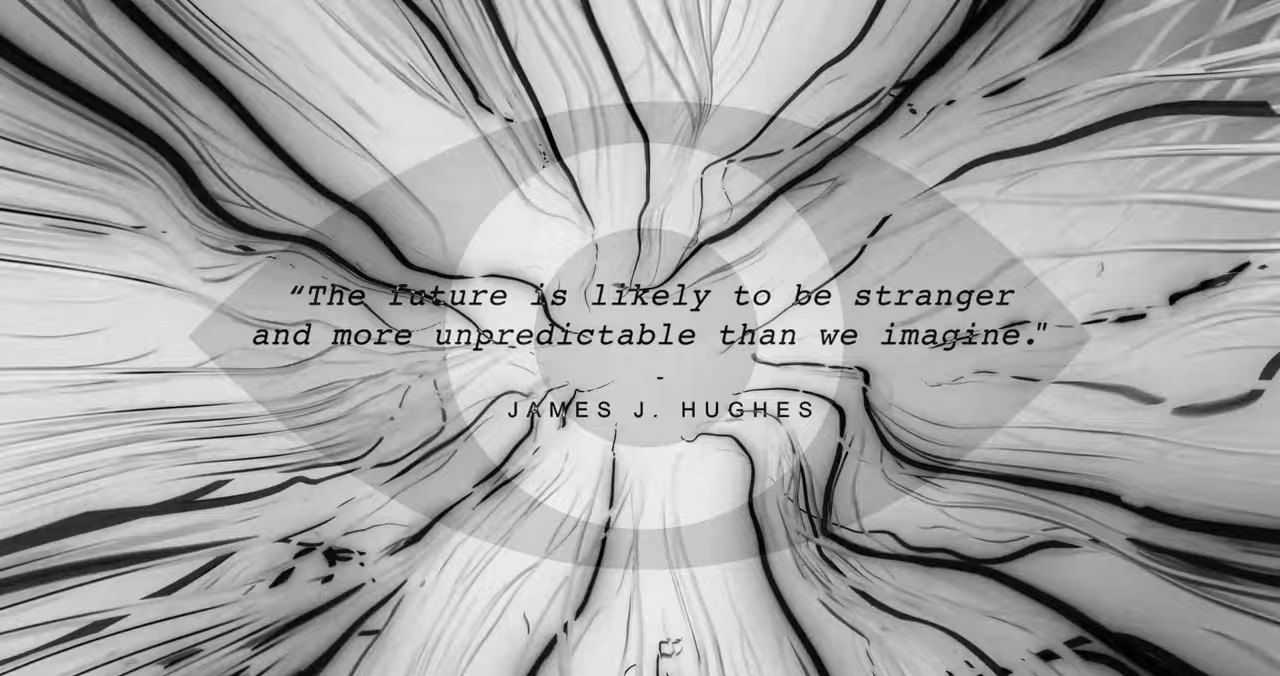 “The future is likely to be stranger
and more unpredictable than we imagine."
-
JAMES J. HUGHES